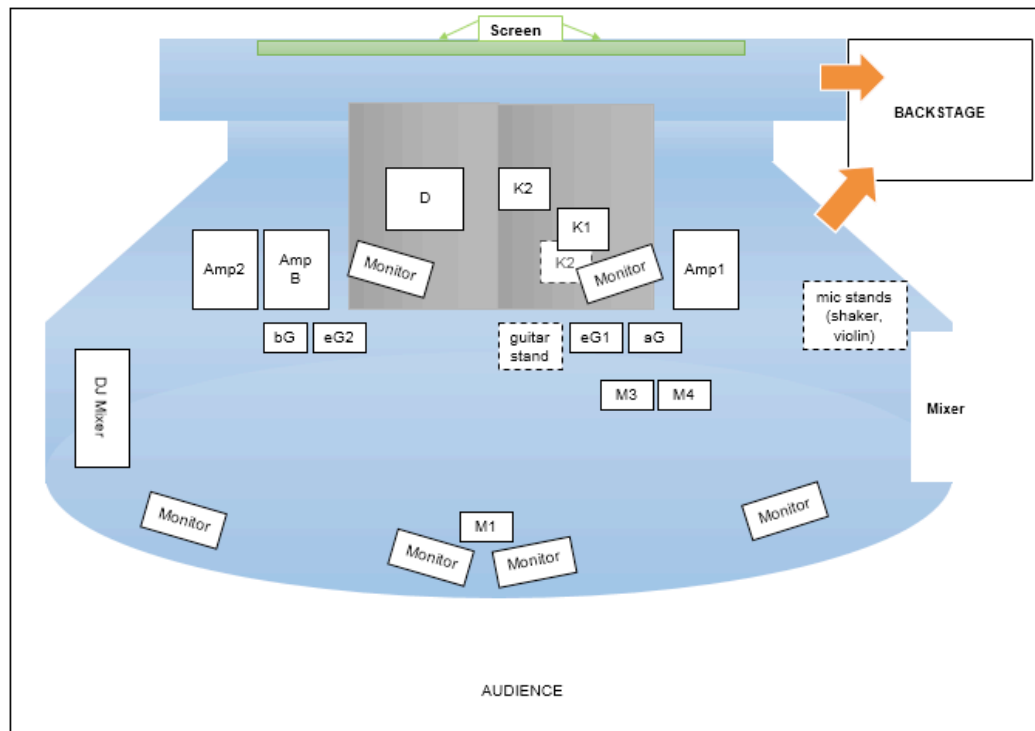 Screen
BACKSTAGE
D
K2
K1
K2
Monitor
Monitor
Amp2
Amp
B
Amp1
mic stands
(shaker,
violin)
bG
eG2
guitar
stand
eG1
aG
DJ Mixer
M3
M4
Mixer
Monitor
M1
Monitor
Monitor
Monitor
AUDIENCE